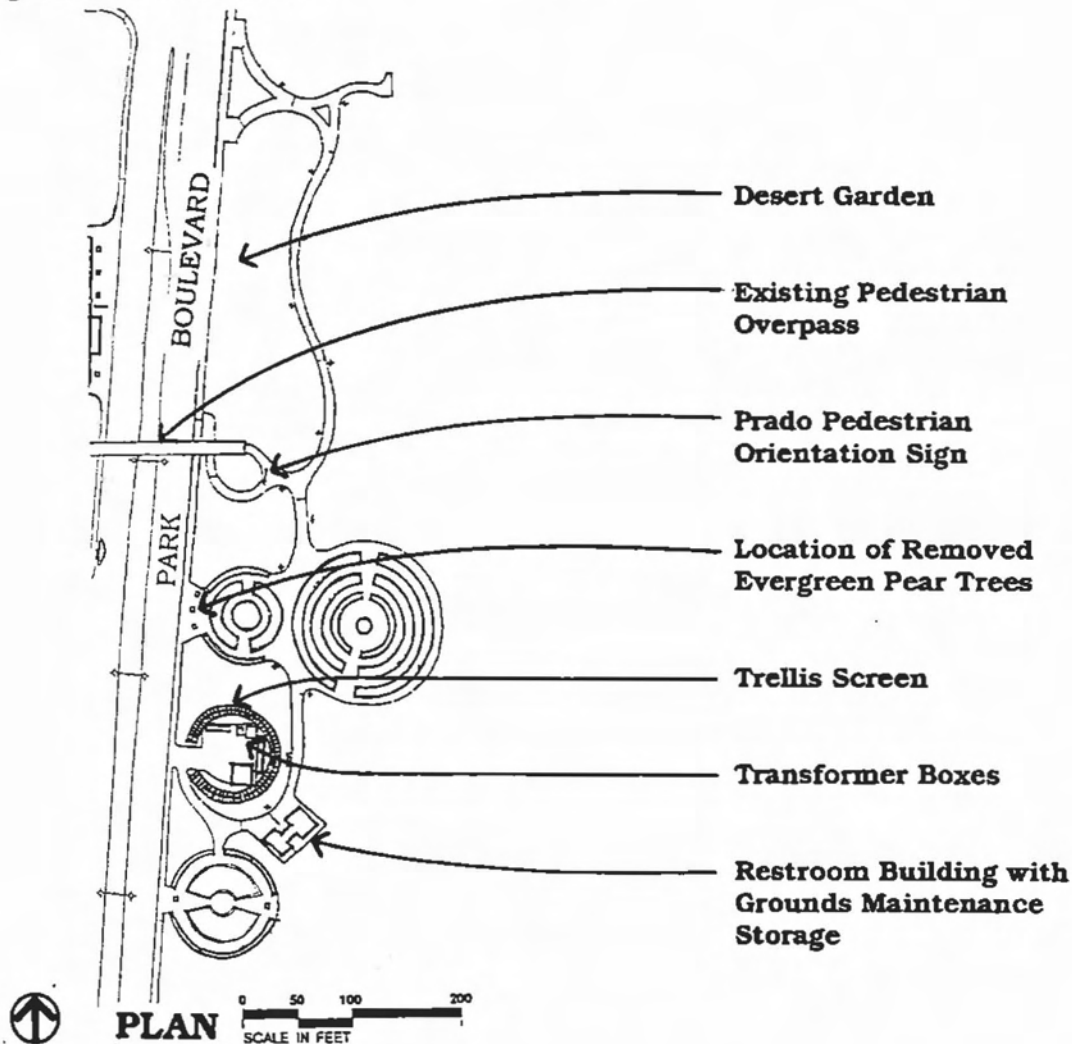 Desert Garden
BOULEVARD
Existing Pedestrian
Overpass
Prado Pedestrian
Orientation Sign
PARK
Location of Removed
Evergreen Pear Trees
Trellis Screen
Transformer Boxes
Restroom Building with
Grounds Maintenance
Storage
PLAN
0 50 100 200
SCALE IN FEET